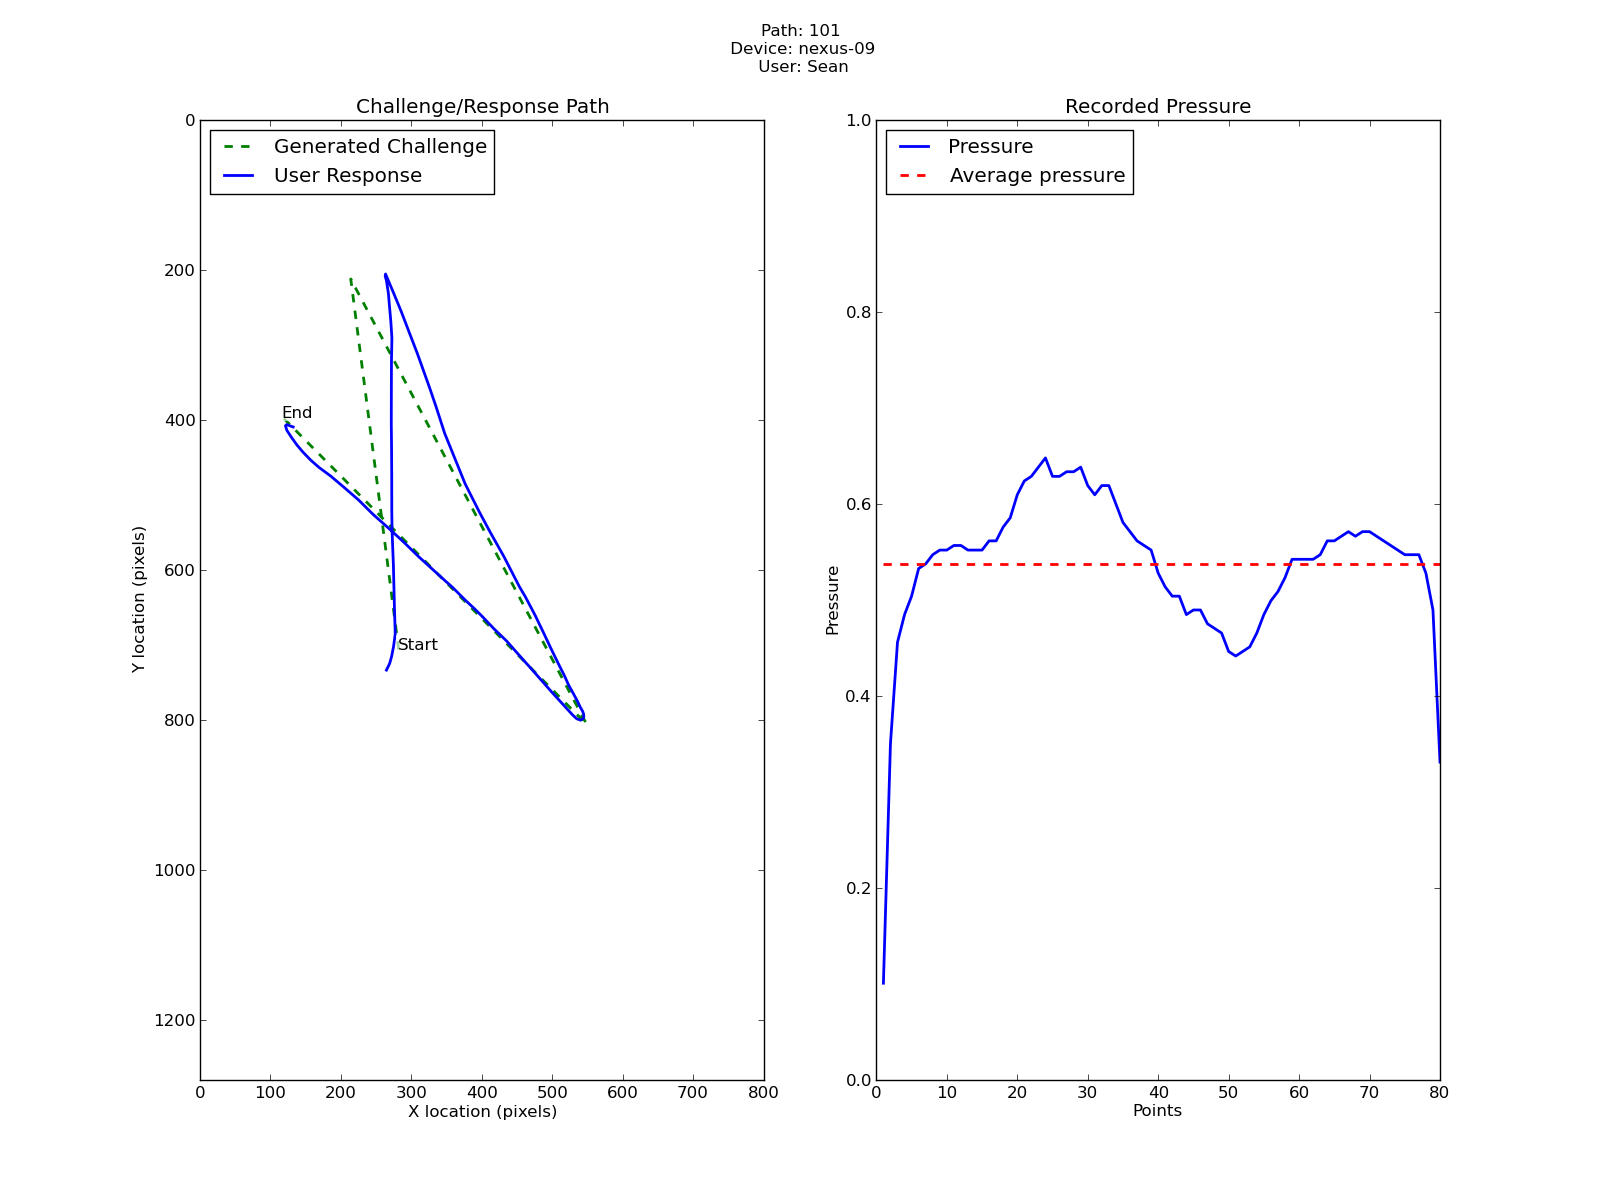 Path: 101
Device: nexus-09
User: Sean
Challenge/Response Path
Generated Challenge
User Response
End
Start
0
200
400
600
800
1000
1200
Y location (pixels)
0 100 200 300 400 500 600 700 800
X location (pixels)
Recorded Pressure
Pressure
Average pressure
1.0
0.8
0.6
0.4
0.2
0.0
Pressure
0 10 20 30 40 50 60 70 80
Points